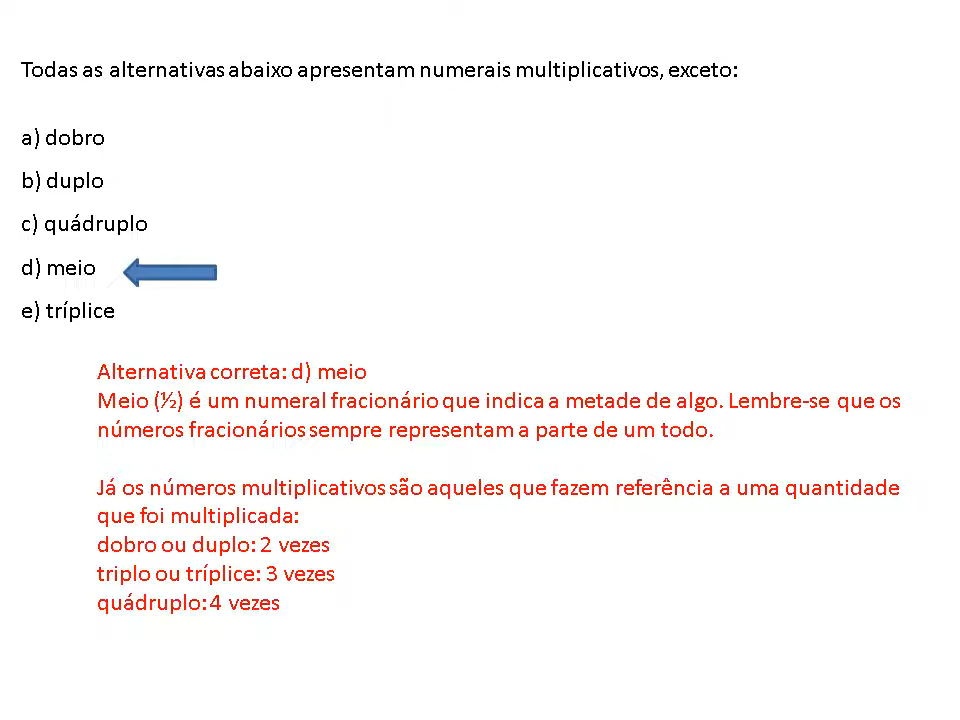 Todas as alternativas abaixo apresentam numerais multiplicativos, exceto:
a) dobro
b) duplo
c) quádruplo
d) meio
e) tríplice
Alternativa correta: d) meio
Meio (½) é um numeral fracionário que indica a metade de algo. Lembre-se que os
números fracionários sempre representam a parte de um todo.
Já os números multiplicativos são aqueles que fazem referência a uma quantidade
que foi multiplicada:
dobro ou duplo: 2 vezes
triplo ou tríplice: 3 vezes
quádruplo: 4 vezes